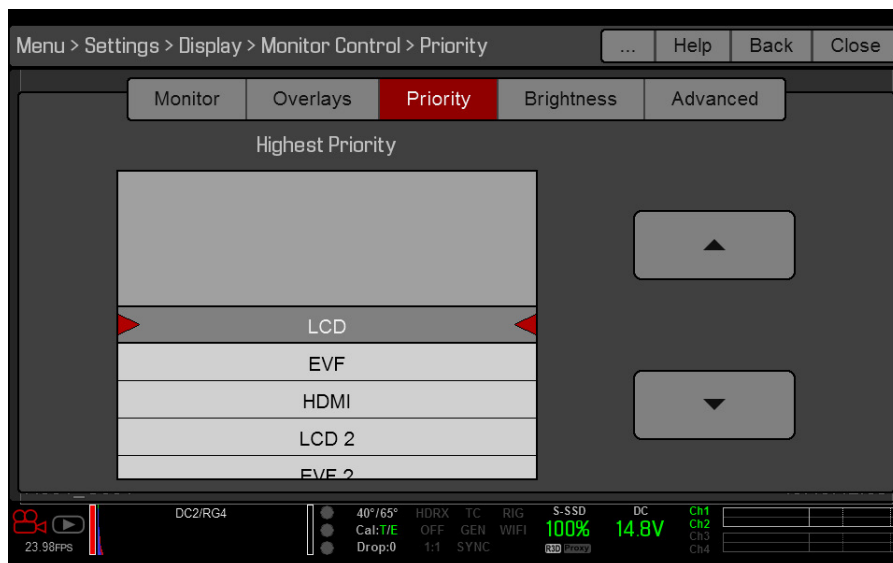 Menu > Settings > Display > Monitor Control > Priority ... Help Back Close
Monitor Overlays Priority Brightness Advanced
Highest Priority
LCD
EVF
HDMI
LCD 2
EVF 2
DC2/RG4 40°/65° HDRX TC RIG S-SSD DC Ch1
Cal:T/E OFF GEN WIFI 100% 14.8V Ch2
23.98FPS Drop:0 1:1 SYNC R3D Proxy Ch3
Ch4